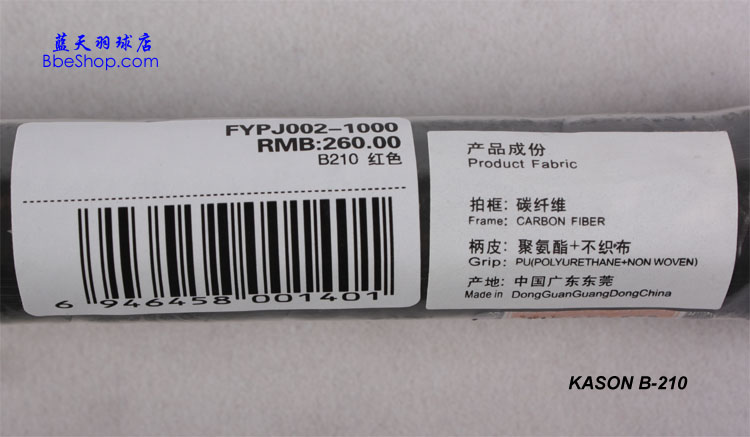 蓝天羽球店
BbeShop.com
FYPJ002-1000
RMB:260.00
B210 红色
6 946458 001401
产品成份
Product Fabric
拍框: 碳纤维
Frame: CARBON FIBER
柄皮: 聚氨酯+不织布
Grip: PU(POLYURETHANE+NON WOVEN)
产地: 中国广东东莞
Made in DongGuanGuangDongChina
KASON B-210